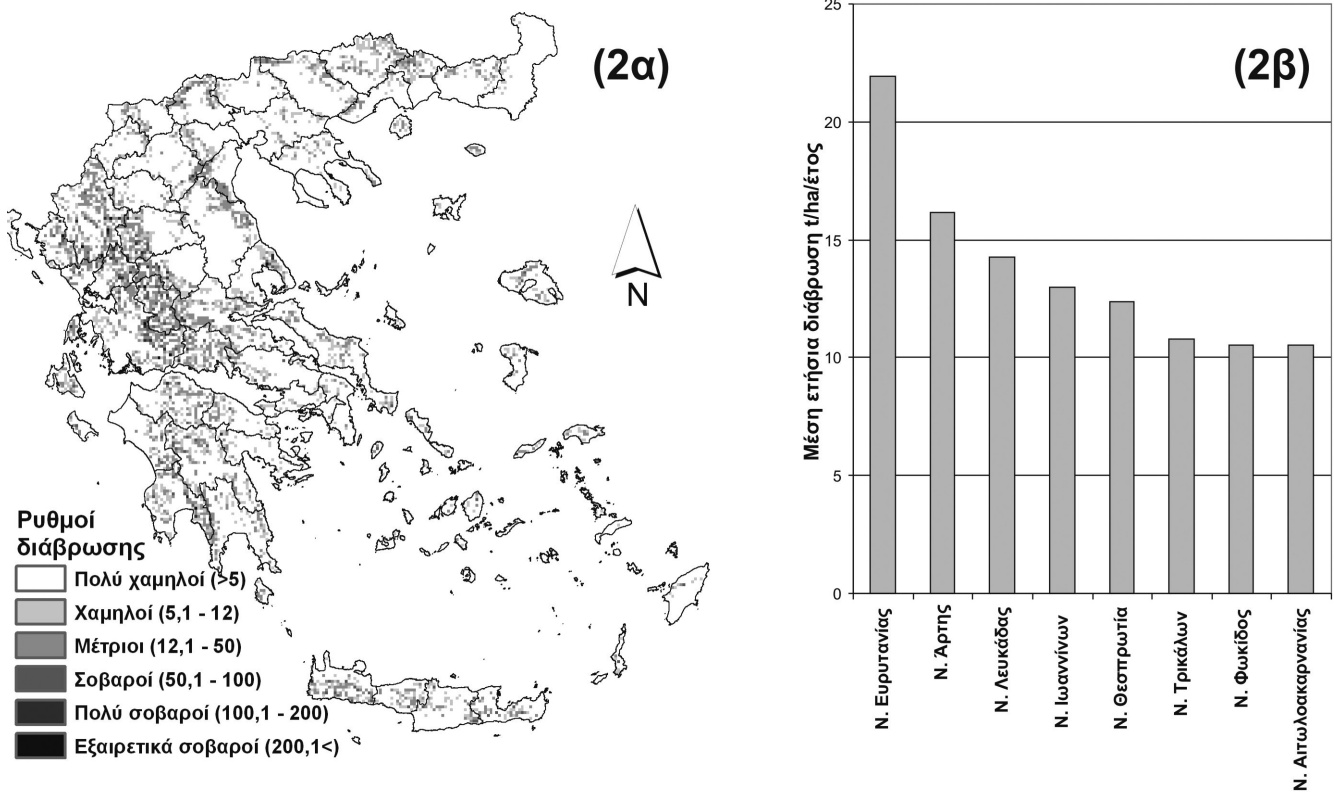 (2α)
N
Ρυθμοί
διάβρωσης
Πολύ χαμηλοί (>5)
Χαμηλοί (5,1 - 12)
Μέτριοι (12,1 - 50)
Σοβαροί (50,1 - 100)
Πολύ σοβαροί (100,1 - 200)
Εξαιρετικά σοβαροί (200,1<)
(2β)
Μέση ετήσια διάβρωση t/ha/έτος
25
20
15
10
5
0
Ν. Ευρυτανίας
Ν. Άρτης
Ν. Λευκάδας
Ν. Ιωαννίνων
Ν. Θεσπρωτία
Ν. Τρικάλων
Ν. Φωκίδος
Ν. Αιτωλοακαρνανίας